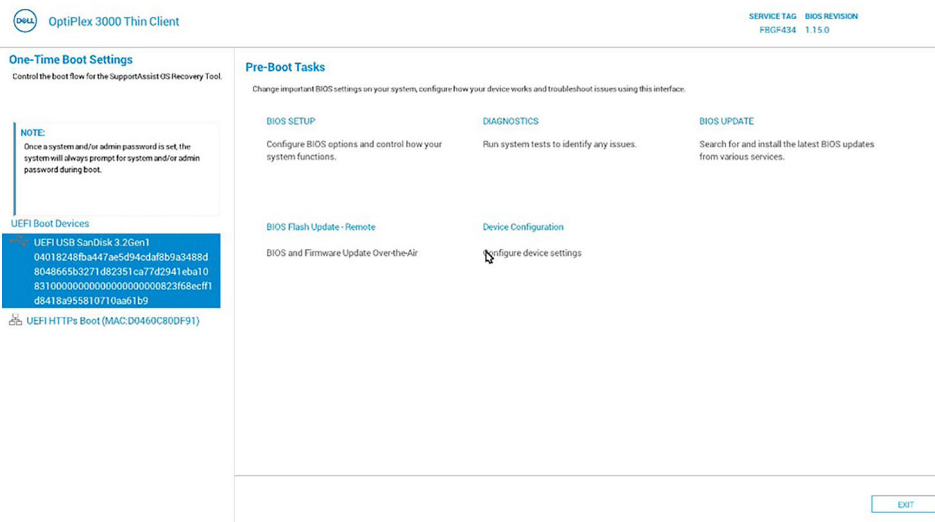 DELL
OptiPlex 3000 Thin Client
SERVICE TAG BIOS REVISION
FBGF434 1.15.0
One-Time Boot Settings
Control the boot flow for the SupportAssist OS Recovery Tool.
NOTE:
Once a system and/or admin password is set, the
system will always prompt for system and/or admin
password during boot.
UEFI Boot Devices
UEFI USB SanDisk 3.2Gen1
04018248fba447ae5d94cdaf8b9a3488d
8048665b3271d82351ca77d2941eba10
83100000000000000000000823f68ecff1
d8418a955810710aa61b9
UEFI HTTPs Boot (MAC:D0460C80DF91)
Pre-Boot Tasks
Change important BIOS settings on your system, configure how your device works and troubleshoot issues using this interface.
BIOS SETUP
Configure BIOS options and control how your
system functions.
DIAGNOSTICS
Run system tests to identify any issues.
BIOS UPDATE
Search for and install the latest BIOS updates
from various services.
BIOS Flash Update - Remote
BIOS and Firmware Update Over-the-Air
Device Configuration
Configure device settings
EXIT